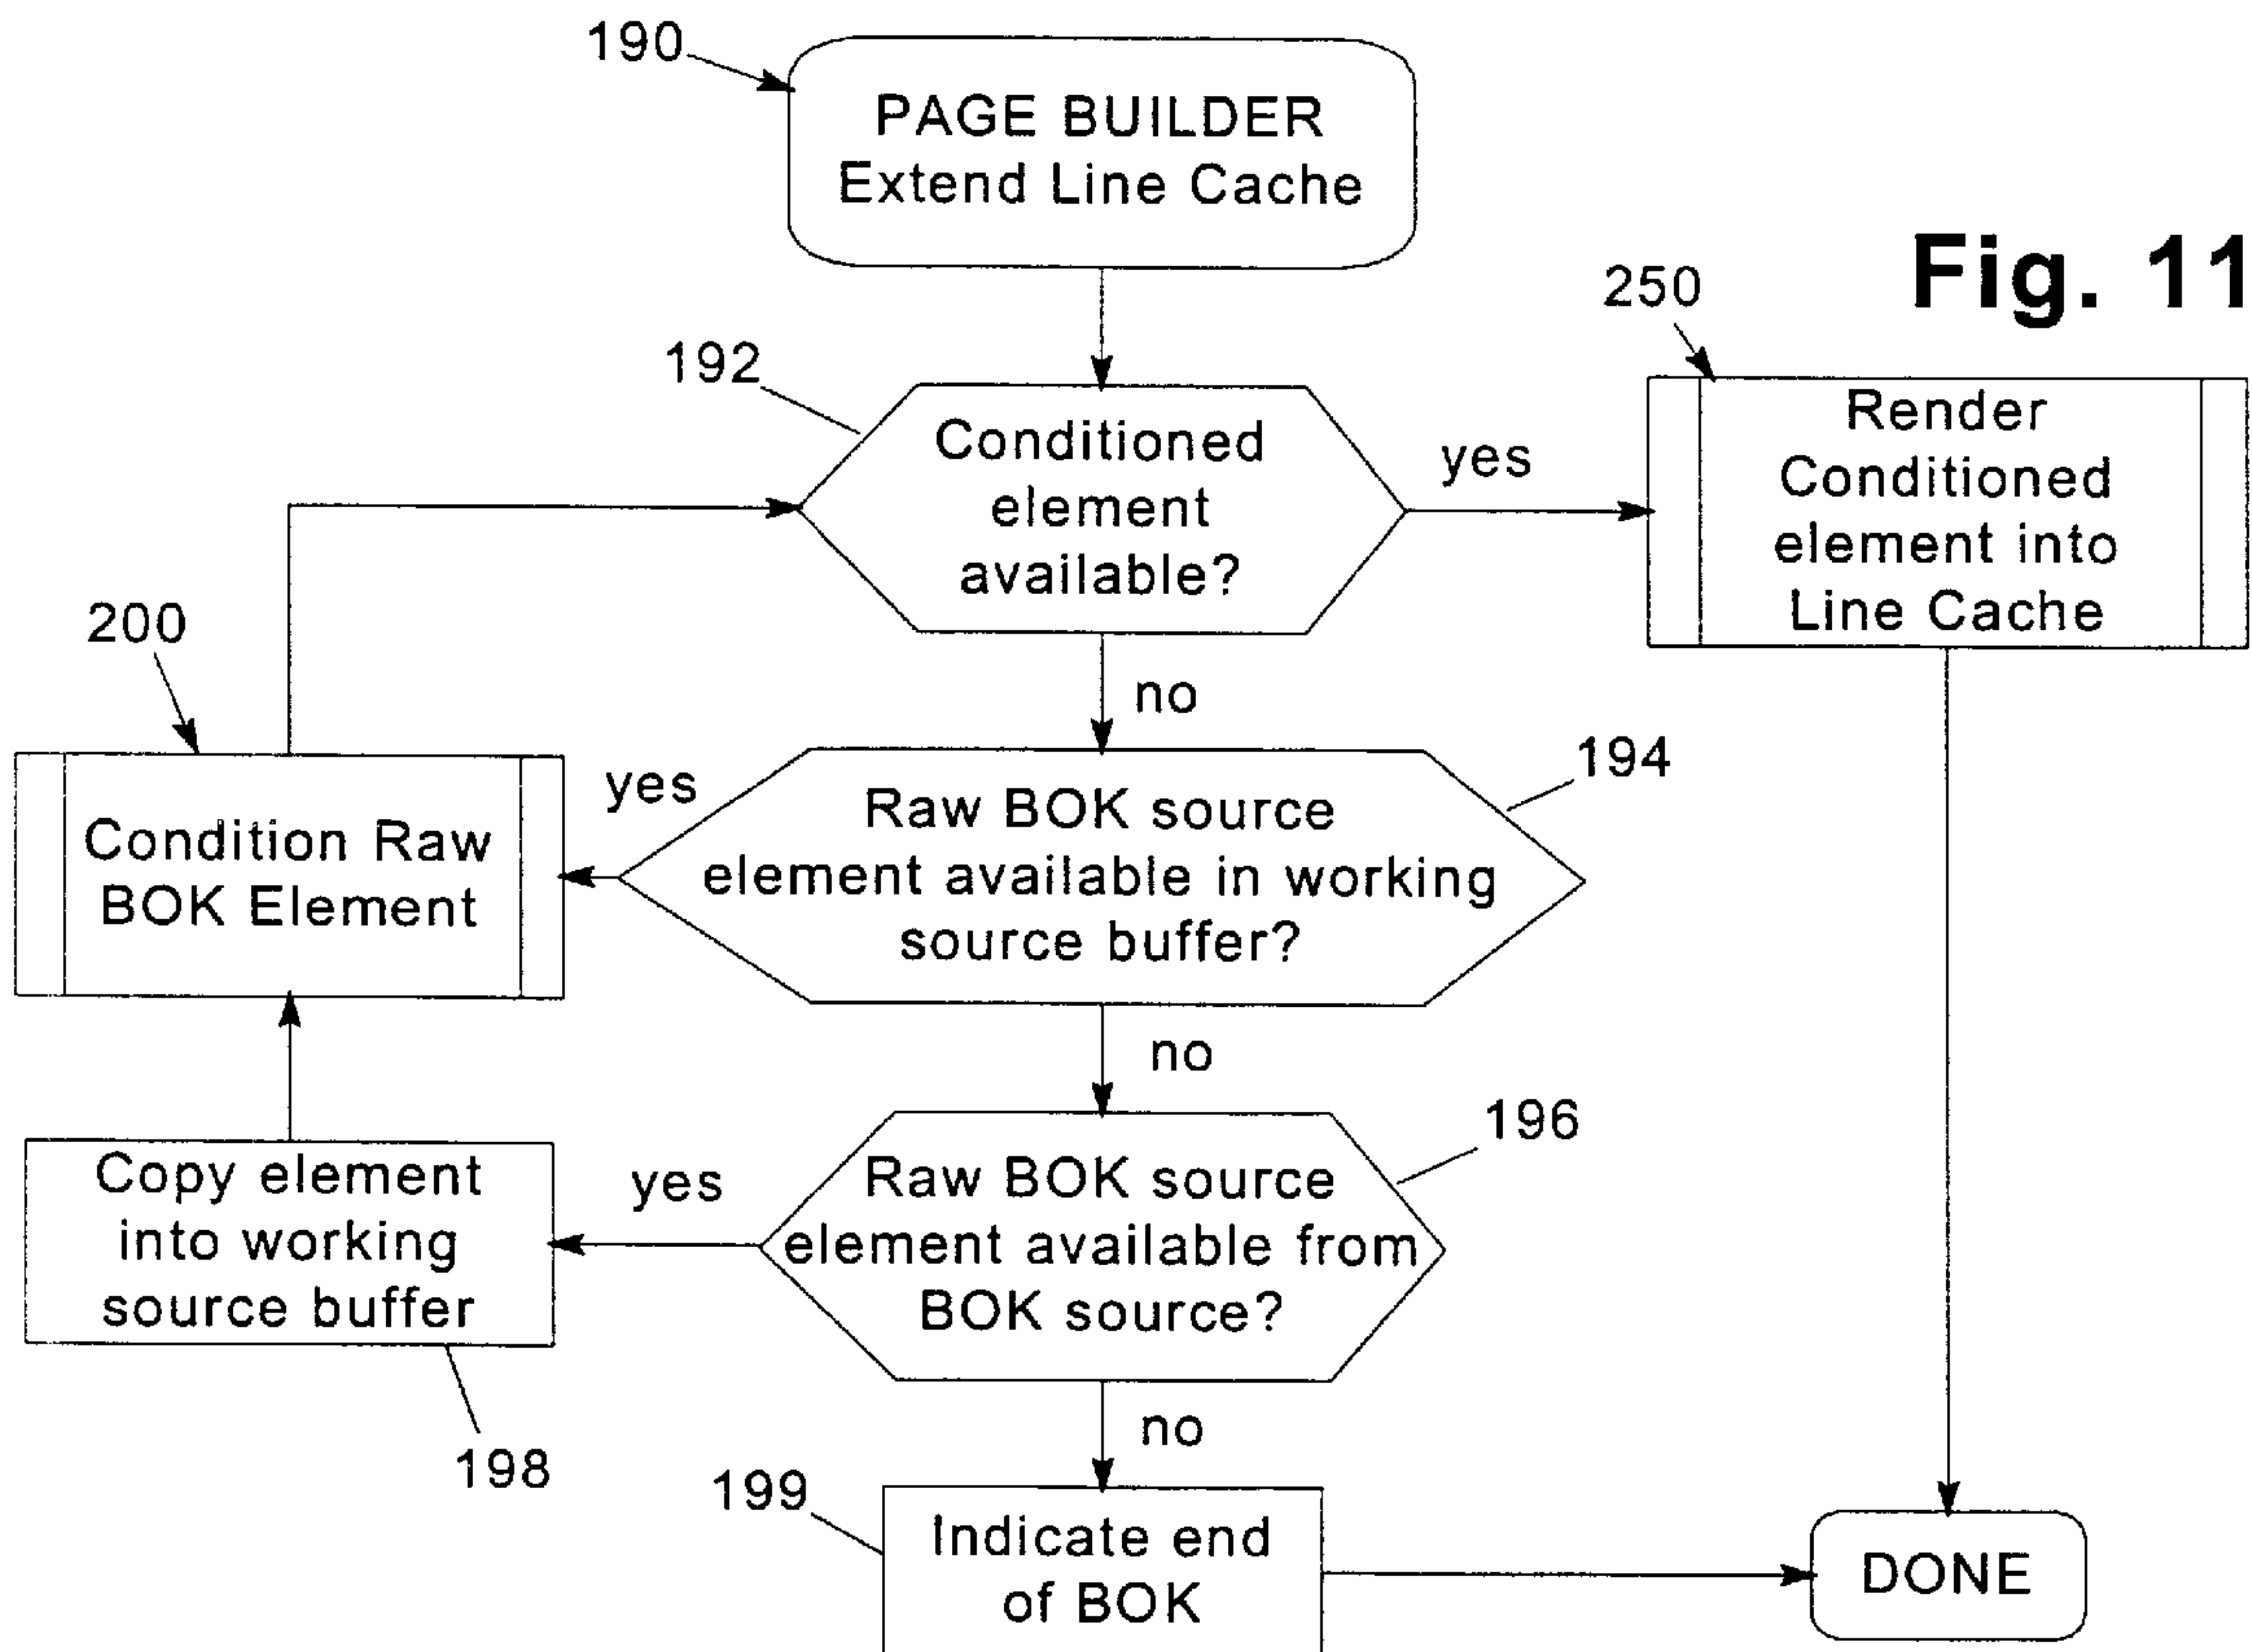 190
PAGE BUILDER
Extend Line Cache
Fig. 11
250
192
Conditioned
element
available?
yes
Render
Conditioned
element into
Line Cache
200
no
194
Condition Raw
BOK Element
yes
Raw BOK source
element available in working
source buffer?
no
196
Copy element
into working
source buffer
yes
Raw BOK source
element available from
BOK source?
198
no
199
Indicate end
of BOK
DONE